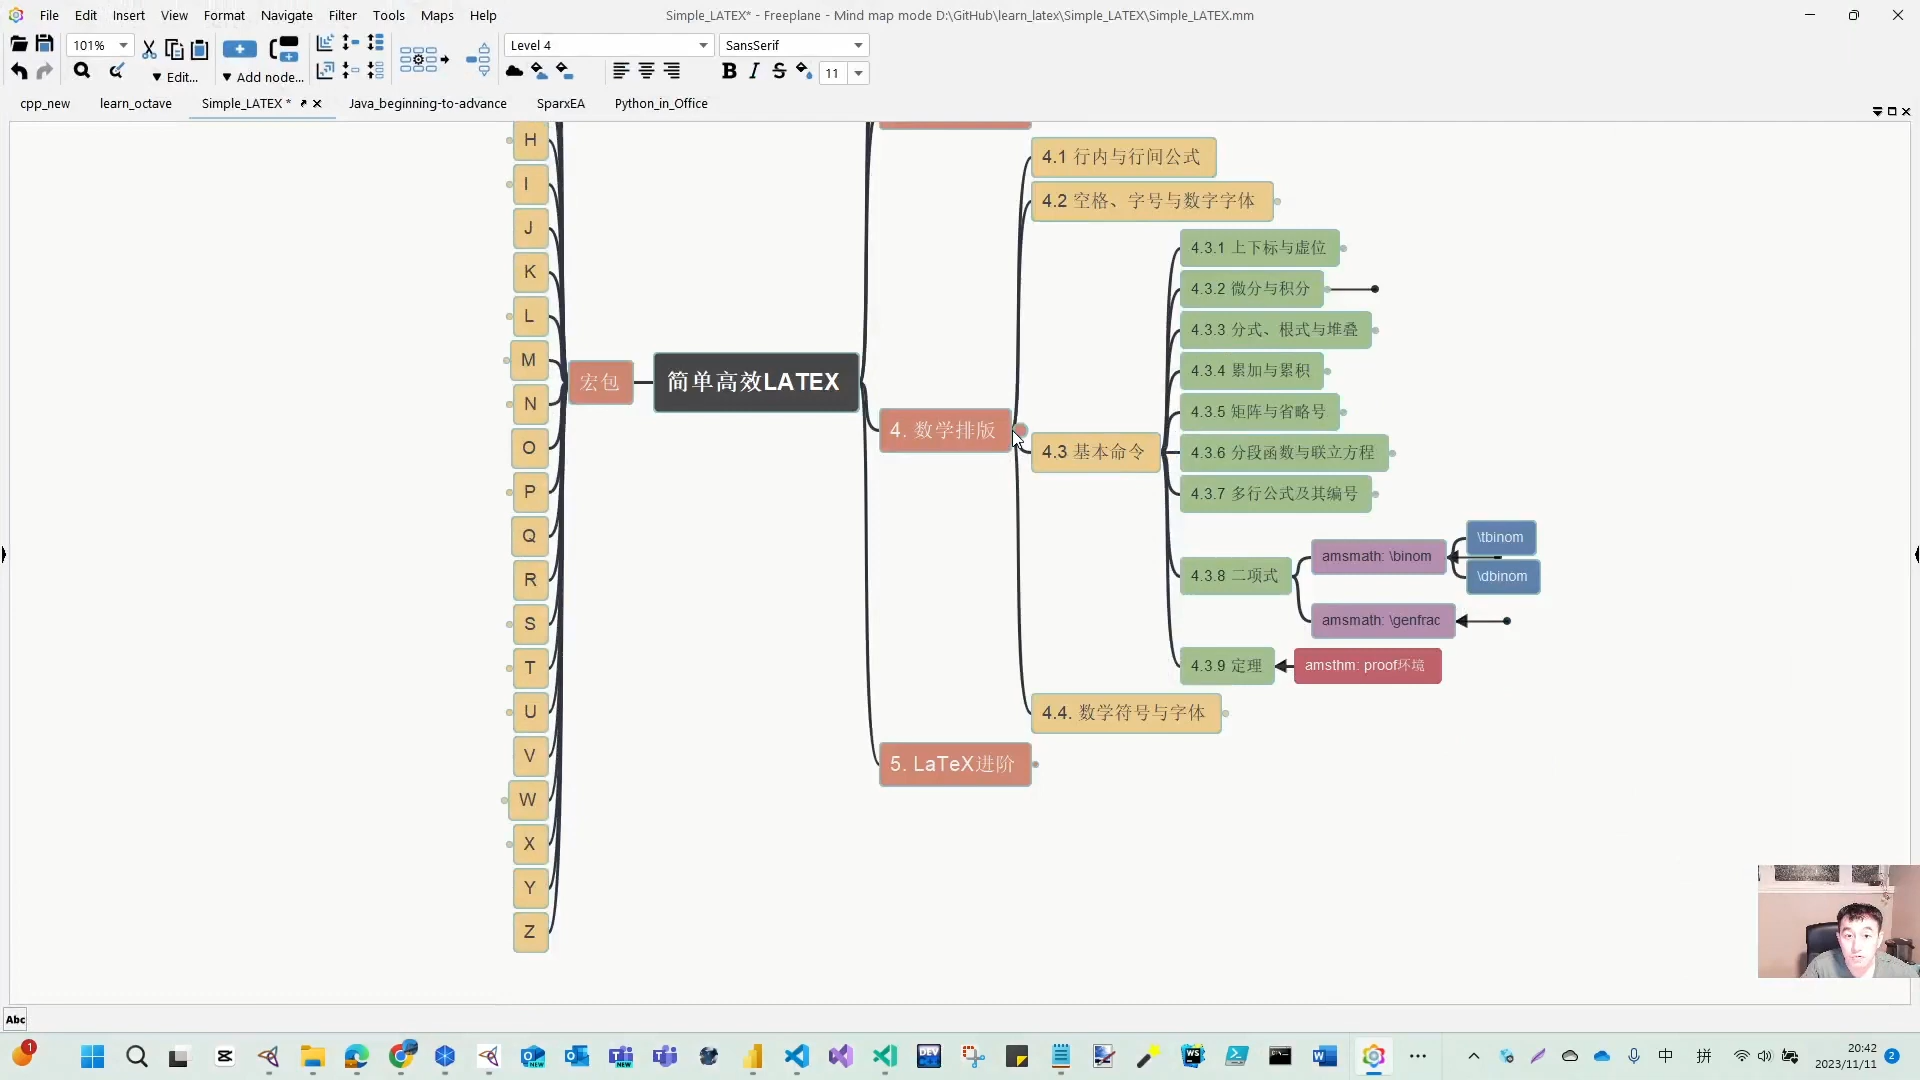 File Edit Insert View Format Navigate Filter Tools Maps Help
Simple_LATEX* - Freeplane - Mind map mode D:\GitHub\learn_latex\Simple_LATEX\Simple_LATEX.mm
101%
Level 4
SansSerif
Edit...
Add node...
B I S
11
cpp_new
learn_octave
Simple_LATEX *
Java_beginning-to-advance
SparxEA
Python_in_Office
H
I
J
K
L
M
N
O
P
Q
R
S
T
U
V
W
X
Y
Z
宏包
简单高效LATEX
4. 数学排版
4.1 行内与行间公式
4.2 空格、字号与数字字体
4.3 基本命令
4.3.1 上下标与虚位
4.3.2 微分与积分
4.3.3 分式、根式与堆叠
4.3.4 累加与累积
4.3.5 矩阵与省略号
4.3.6 分段函数与联立方程
4.3.7 多行公式及其编号
4.3.8 二项式
amsmath: \binom
\tbinom
\dbinom
amsmath: \genfrac
4.3.9 定理
amsthm: proof环境
4.4. 数学符号与字体
5. LaTeX进阶
Abc
1
NEW
NEW
DEV
WS
中
拼
20:42
2023/11/11
2